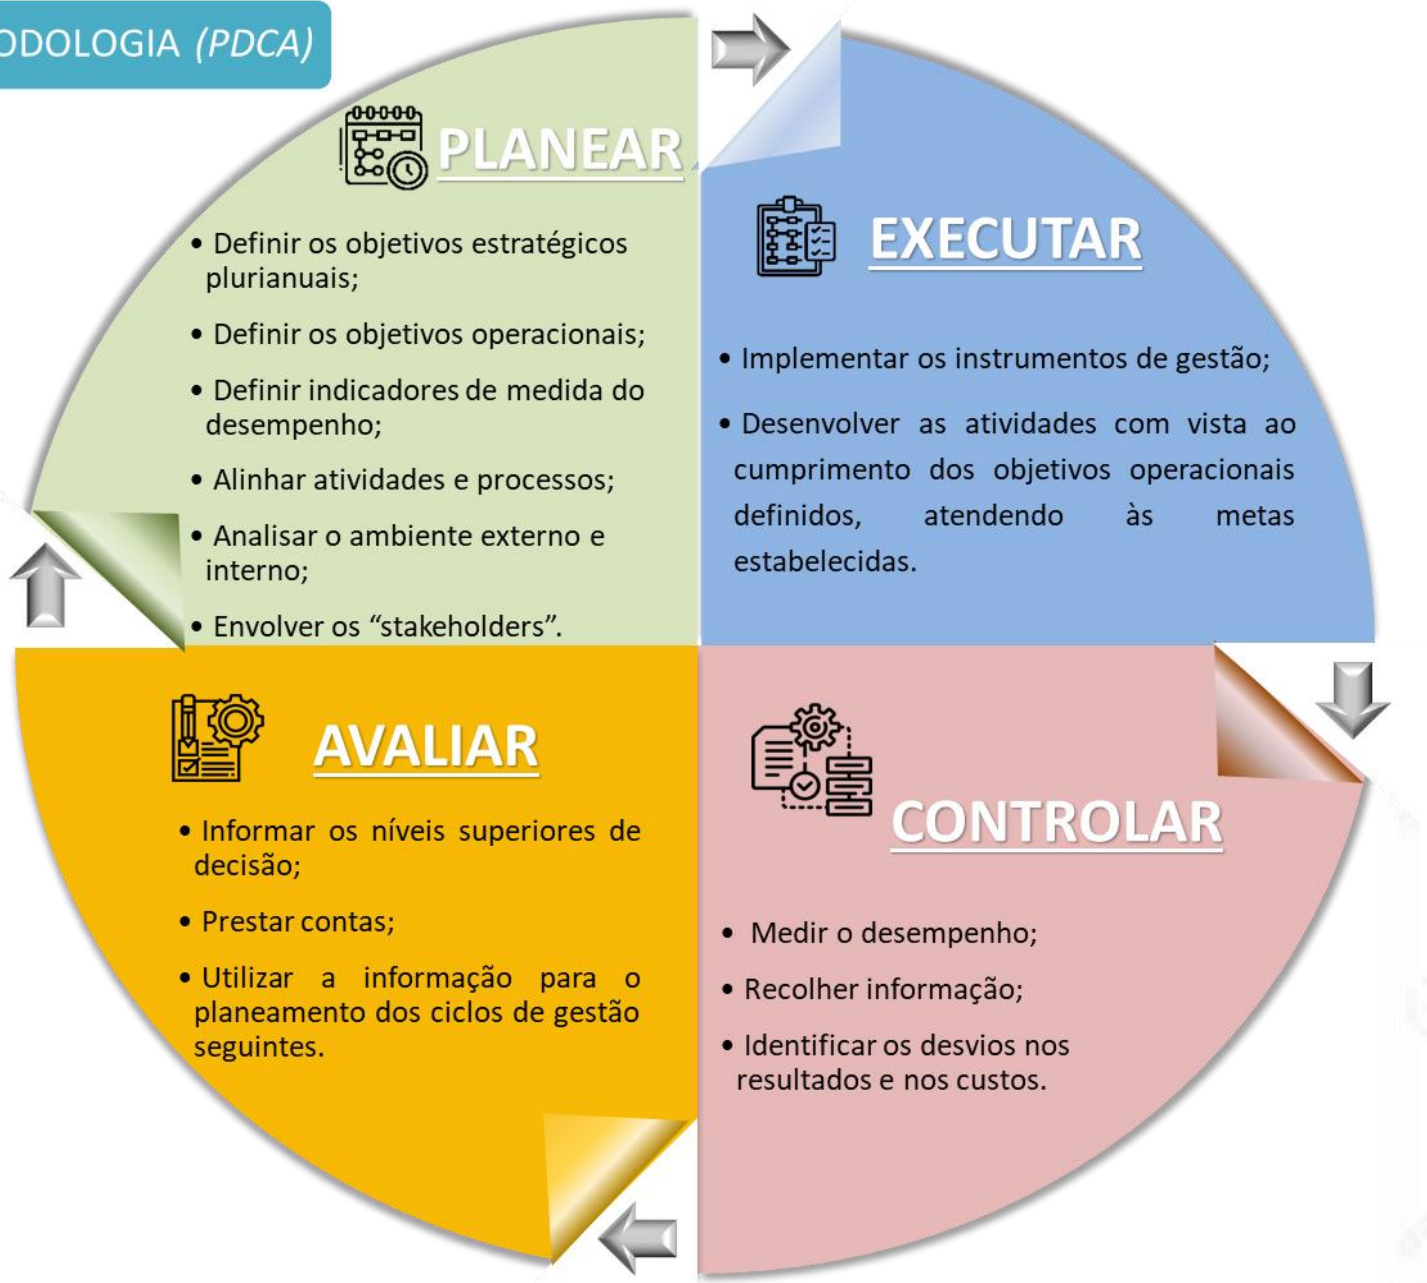 ODOLOGIA (PDCA)
PLANEAR
• Definir os objetivos estratégicos
plurianuais;
• Definir os objetivos operacionais;
• Definir indicadores de medida do
desempenho;
• Alinhar atividades e processos;
• Analisar o ambiente externo e
interno;
• Envolver os “stakeholders”.
EXECUTAR
• Implementar os instrumentos de gestão;
• Desenvolver as atividades com vista ao
cumprimento dos objetivos operacionais
definidos, atendendo às metas
estabelecidas.
AVALIAR
• Informar os níveis superiores de
decisão;
• Prestar contas;
• Utilizar a informação para o
planeamento dos ciclos de gestão
seguintes.
CONTROLAR
• Medir o desempenho;
• Recolher informação;
• Identificar os desvios nos
resultados e nos custos.